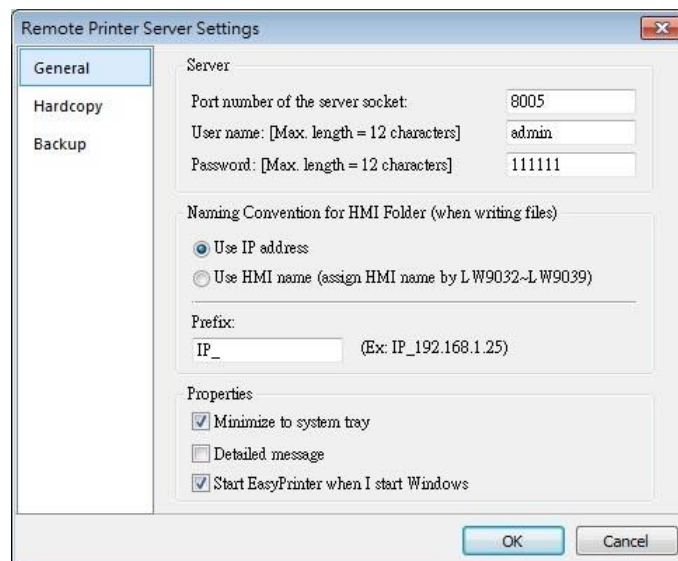 Remote Printer Server Settings
General
Hardcopy
Backup
Server
Port number of the server socket:
8005
User name: [Max. length = 12 characters]
admin
Password: [Max. length = 12 characters]
111111
Naming Convention for HMI Folder (when writing files)
Use IP address
Use HMI name (assign HMI name by LW9032~LW9039)
Prefix:
IP_
(Ex: IP_192.168.1.25)
Properties
Minimize to system tray
Detailed message
Start EasyPrinter when I start Windows
OK
Cancel